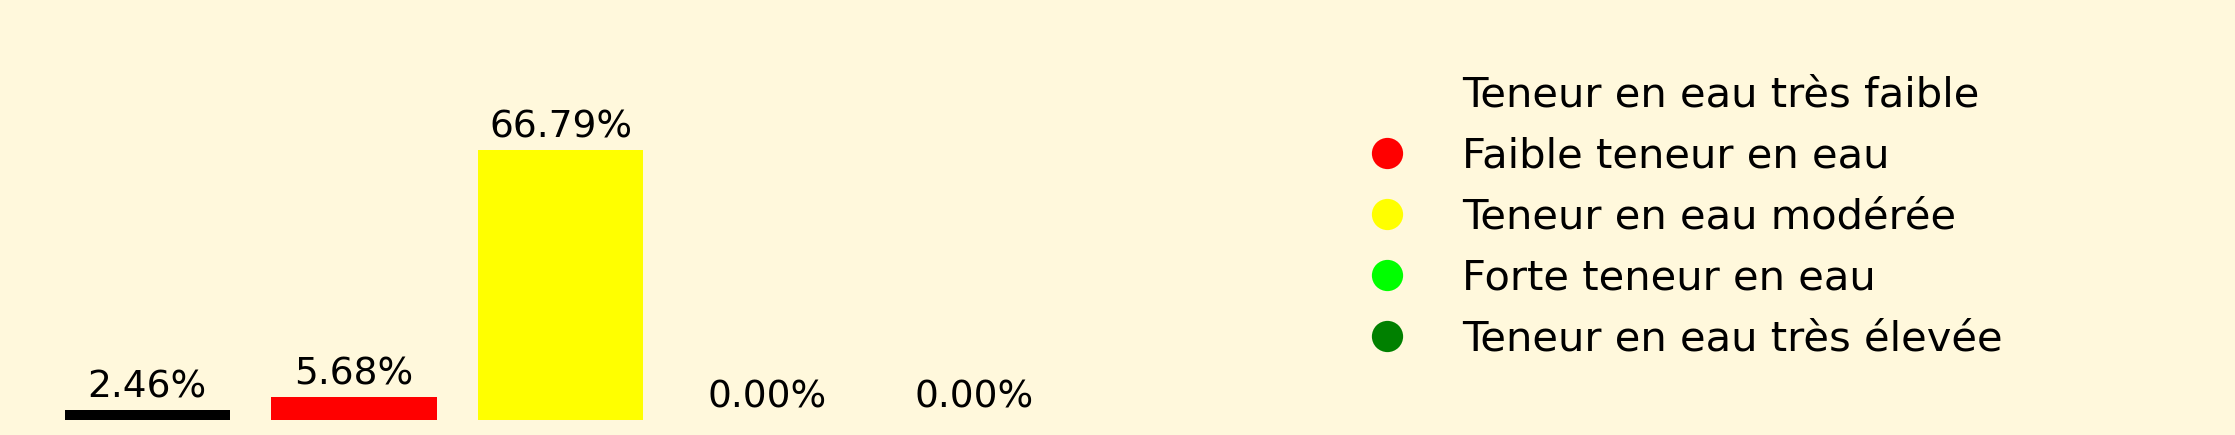 66.79%
5.68%
2.46%
0.00%
0.00%
Teneur en eau très faible
Faible teneur en eau
Teneur en eau modérée
Forte teneur en eau
Teneur en eau très élevée